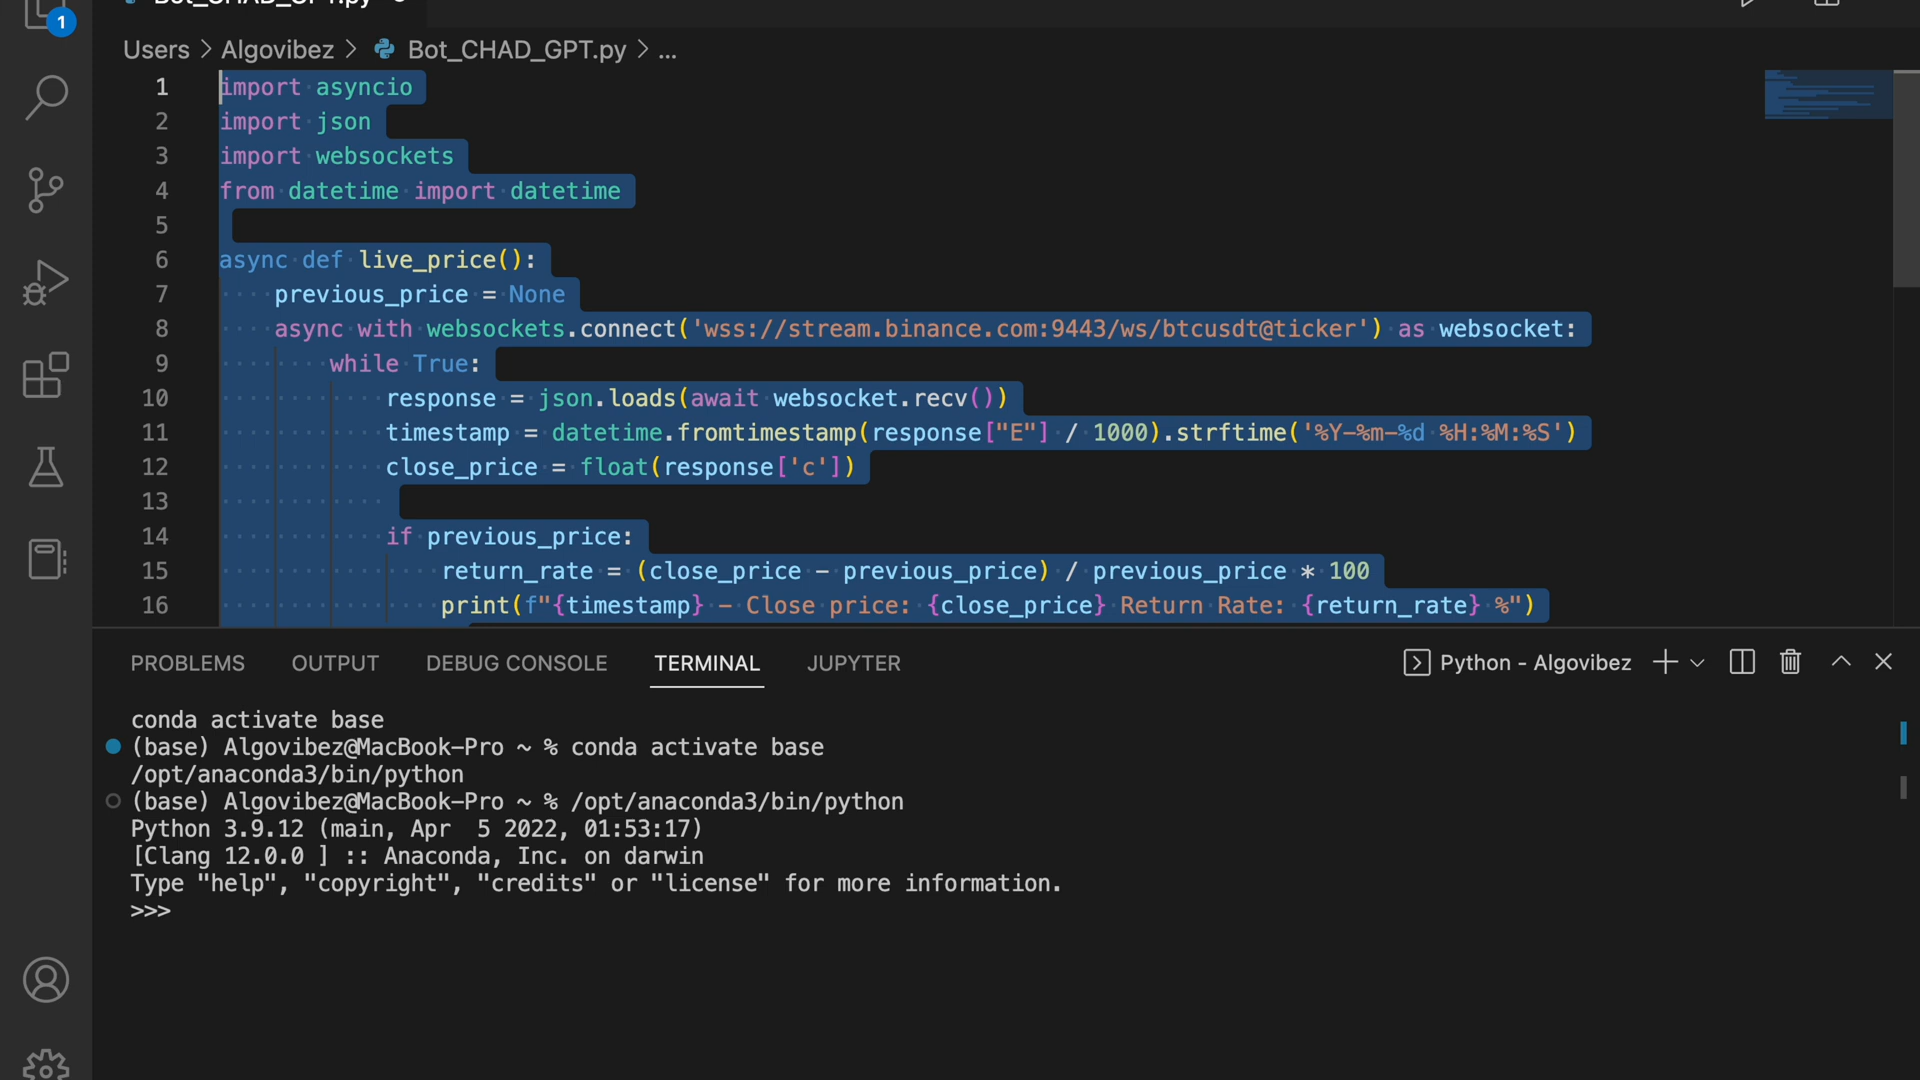 Bot_CHAD_GPT.py
1
Users > Algovibez > Bot_CHAD_GPT.py > ...
1 import asyncio
2 import json
3 import websockets
4 from datetime import datetime
5
6 async def live_price():
7 previous_price = None
8 async with websockets.connect('wss://stream.binance.com:9443/ws/btcusdt@ticker') as websocket:
9 while True:
10 response = json.loads(await websocket.recv())
11 timestamp = datetime.fromtimestamp(response["E"] / 1000).strftime('%Y-%m-%d %H:%M:%S')
12 close_price = float(response['c'])
13
14 if previous_price:
15 return_rate = (close_price - previous_price) / previous_price * 100
16 print(f"{timestamp} - Close price: {close_price} Return Rate: {return_rate} %")
PROBLEMS OUTPUT DEBUG CONSOLE TERMINAL JUPYTER Python - Algovibez
conda activate base
(base) Algovibez@MacBook-Pro ~ % conda activate base
/opt/anaconda3/bin/python
(base) Algovibez@MacBook-Pro ~ % /opt/anaconda3/bin/python
Python 3.9.12 (main, Apr  5 2022, 01:53:17)
[Clang 12.0.0 ] :: Anaconda, Inc. on darwin
Type "help", "copyright", "credits" or "license" for more information.
>>>